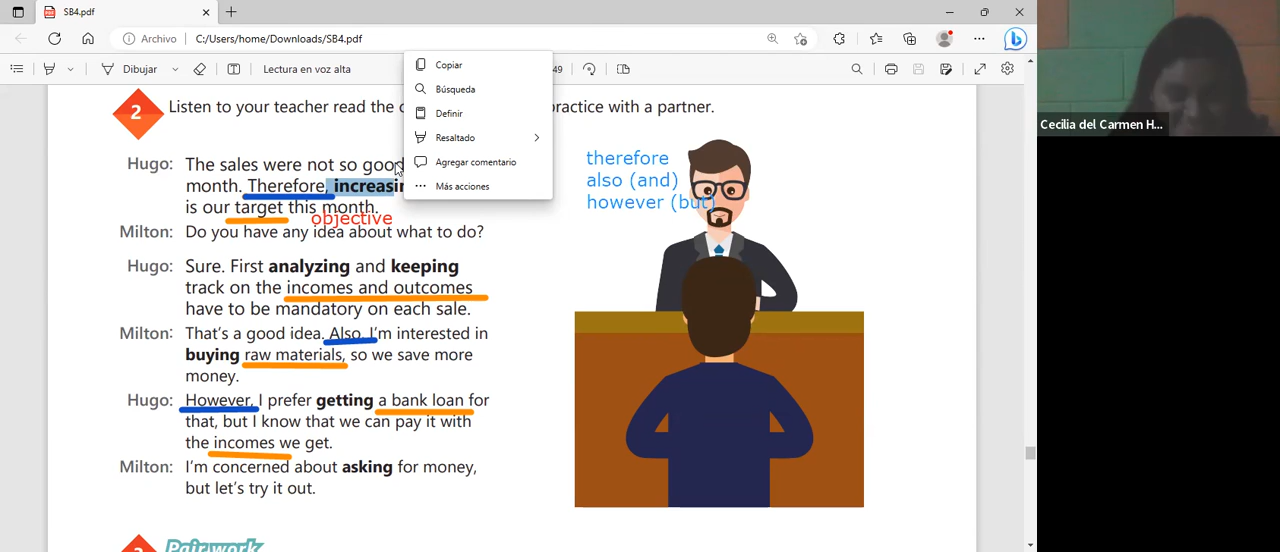 SB4.pdf
Archivo
C:/Users/home/Downloads/SB4.pdf
Dibujar
Lectura en voz alta
49
Copiar
Búsqueda
Definir
Resaltado
Agregar comentario
Más acciones
2
Listen to your teacher read the c
practice with a partner.
Hugo: The sales were not so good
month. Therefore, increasin
is our target this month.
objective
Milton: Do you have any idea about what to do?
Hugo: Sure. First analyzing and keeping
track on the incomes and outcomes
have to be mandatory on each sale.
Milton: That's a good idea. Also, I'm interested in
buying raw materials, so we save more
money.
Hugo: However, I prefer getting a bank loan for
that, but I know that we can pay it with
the incomes we get.
Milton: I'm concerned about asking for money,
but let's try it out.
therefore
also (and)
however (but)
3
Pair work
Cecilia del Carmen H...